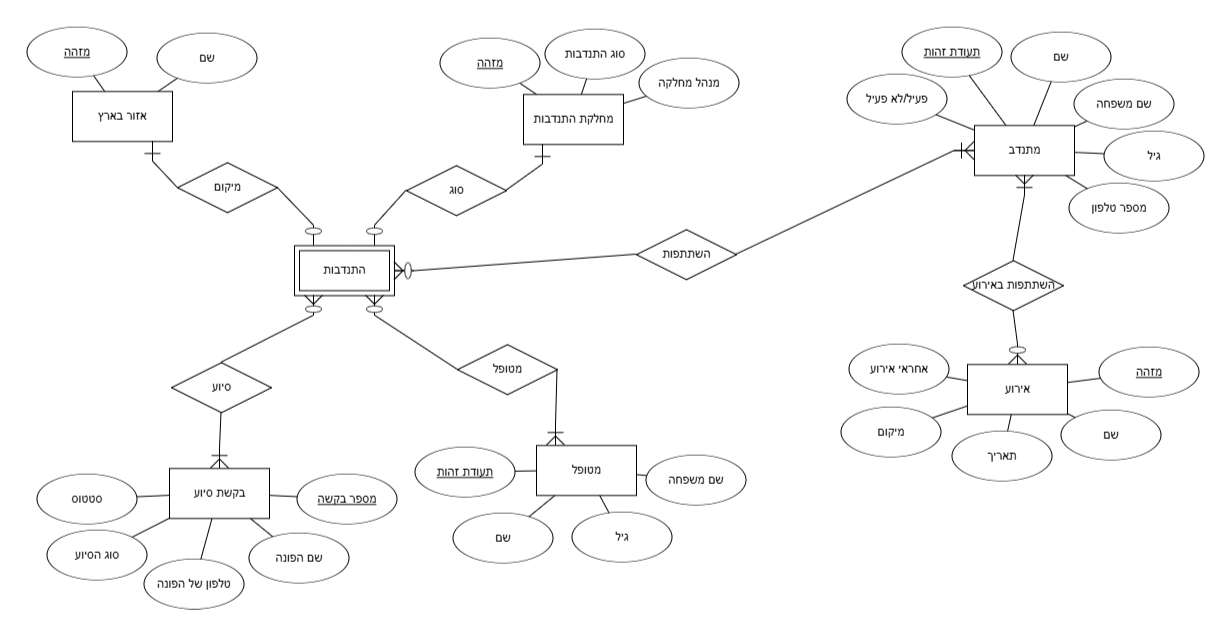 מזהה
שם
אזור בארץ
מיקום
מזהה
סוג התנדבות
מנהל מחלקה
מחלקת התנדבות
סוג
תעודת זהות
שם
פעיל/לא פעיל
שם משפחה
מתנדב
גיל
מספר טלפון
התנדבות
השתתפות
השתתפות באירוע
סיוע
מטופל
אחראי אירוע
מזהה
אירוע
מיקום
שם
תאריך
סטטוס
בקשת סיוע
מספר בקשה
סוג הסיוע
שם הפונה
טלפון של הפונה
תעודת זהות
מטופל
שם משפחה
שם
גיל